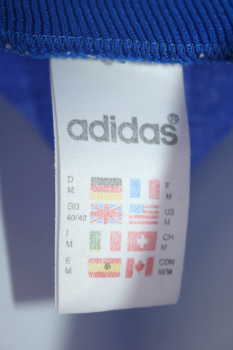 adidas®
D F
M M
GB US
40/42 M
I CH
M M
E CDN
M M/M